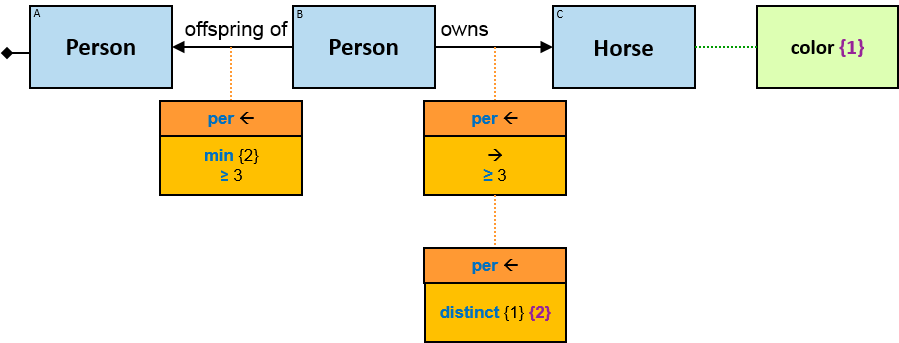 A
Person
offspring of
B
Person
owns
C
Horse
color {1}
per ←
min {2}
≥ 3
per ←
→
≥ 3
per ←
distinct {1} {2}